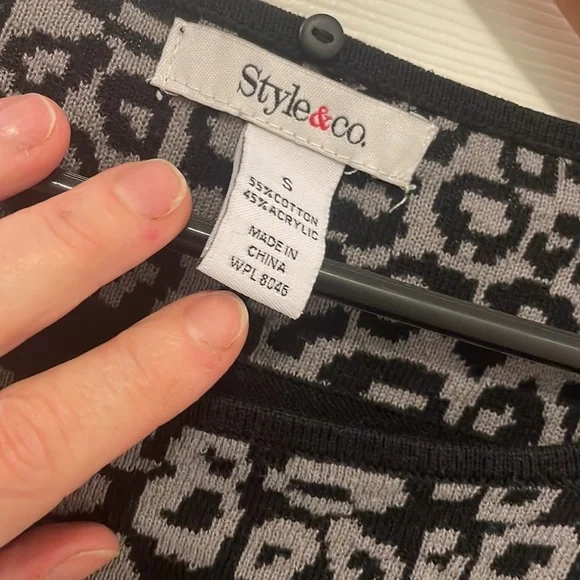 Style&co.
S
55%COTTON
45%ACRYLIC
MADE IN
CHINA
WPL 8046